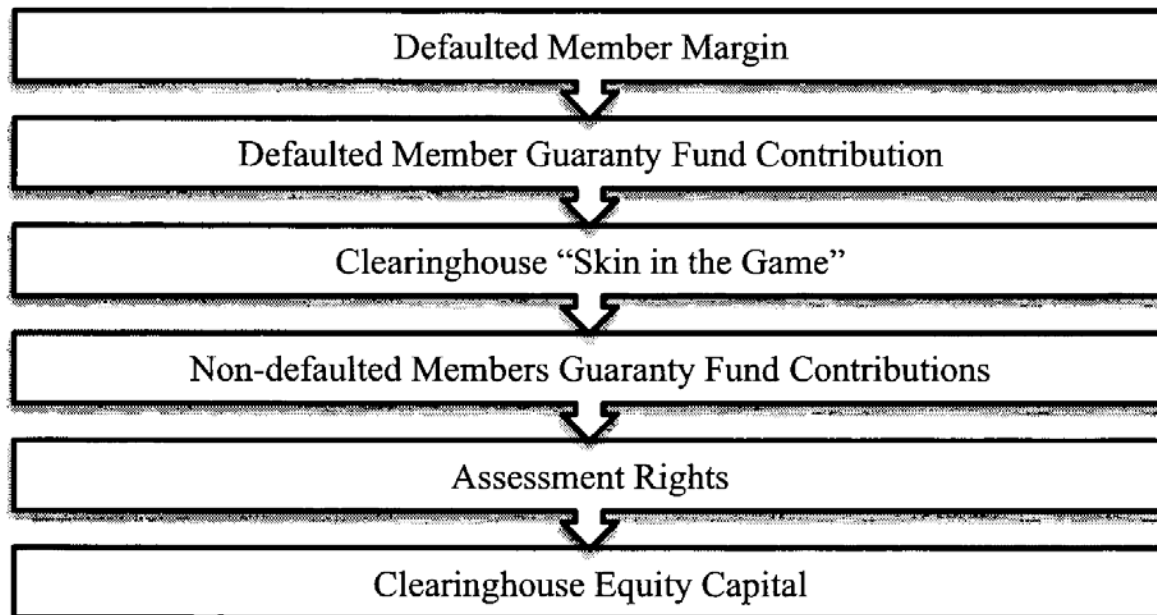 Defaulted Member Margin
Defaulted Member Guaranty Fund Contribution
Clearinghouse “Skin in the Game”
Non-defaulted Members Guaranty Fund Contributions
Assessment Rights
Clearinghouse Equity Capital